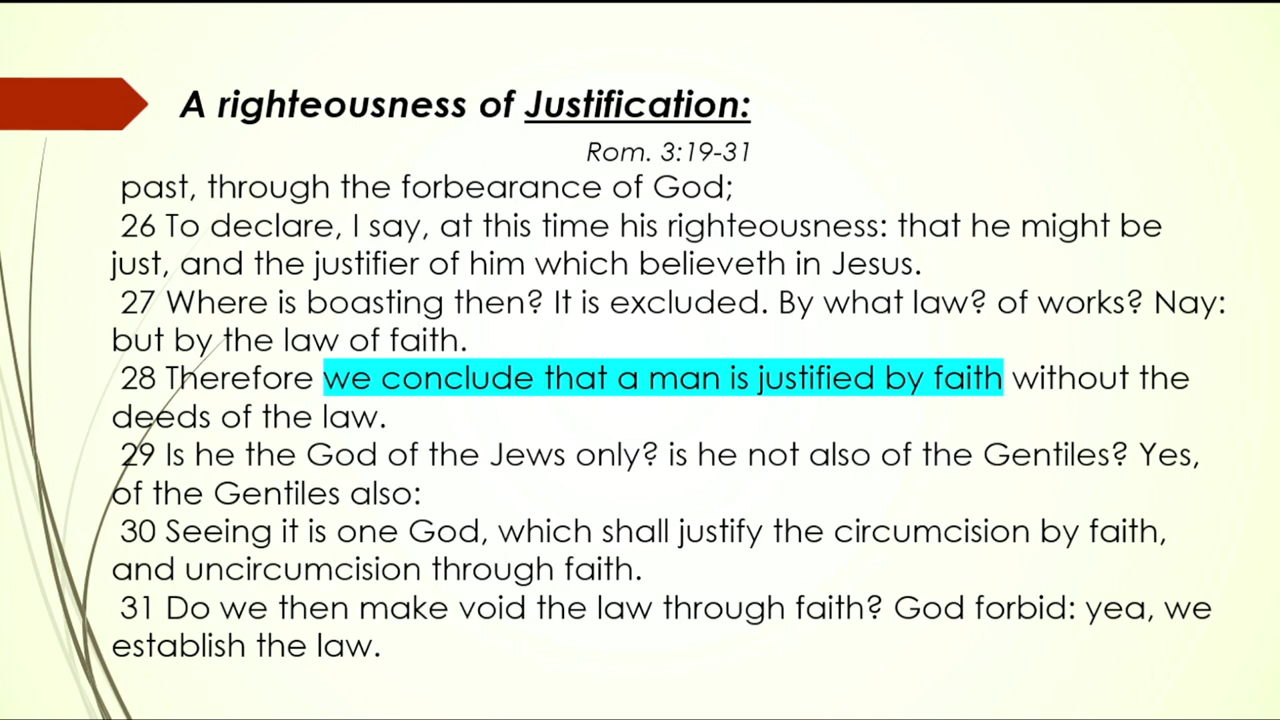 A righteousness of Justification:
Rom. 3:19-31
past, through the forbearance of God;
26 To declare, I say, at this time his righteousness: that he might be
just, and the justifier of him which believeth in Jesus.
27 Where is boasting then? It is excluded. By what law? of works? Nay:
but by the law of faith.
28 Therefore we conclude that a man is justified by faith without the
deeds of the law.
29 Is he the God of the Jews only? is he not also of the Gentiles? Yes,
of the Gentiles also:
30 Seeing it is one God, which shall justify the circumcision by faith,
and uncircumcision through faith.
31 Do we then make void the law through faith? God forbid: yea, we
establish the law.